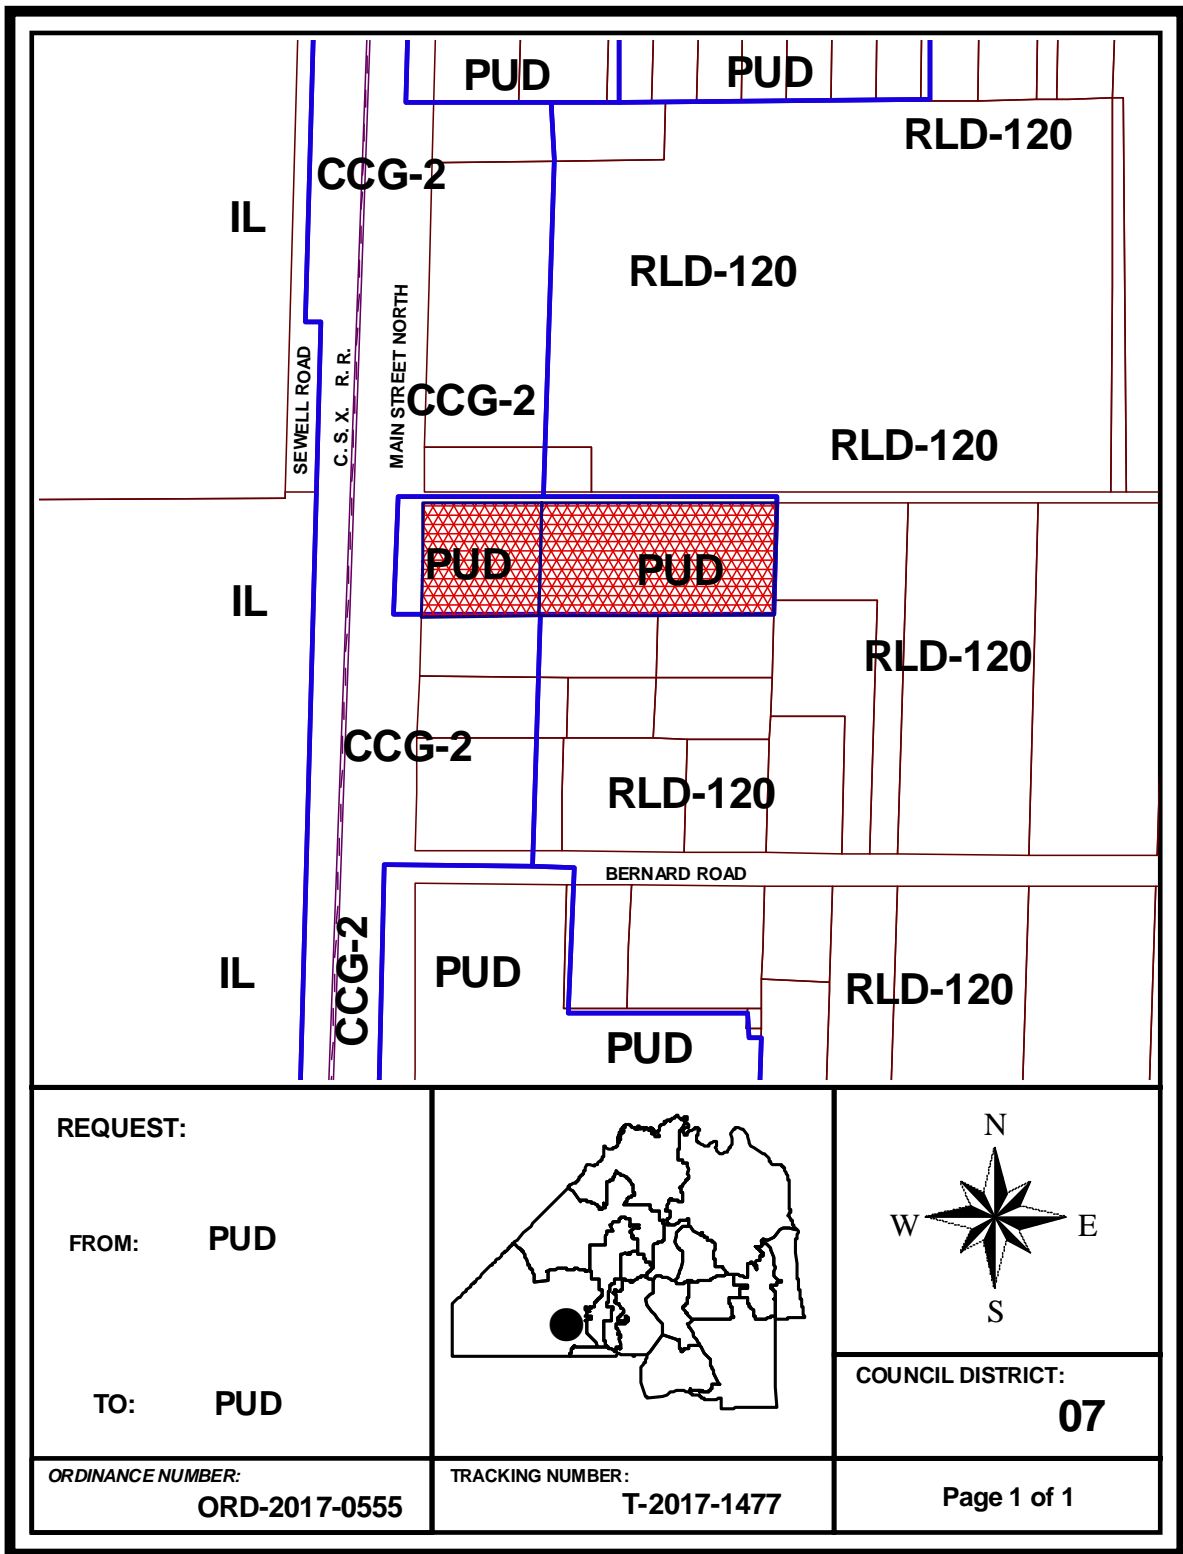 PUD
PUD
RLD-120
CCG-2
IL
RLD-120
MAIN STREET NORTH
SEWELL ROAD
C. S. X. R. R.
CCG-2
RLD-120
PUD
PUD
IL
RLD-120
CCG-2
RLD-120
BERNARD ROAD
CCG-2
IL
PUD
RLD-120
PUD
REQUEST:
FROM: PUD
TO: PUD
N
W E
S
COUNCIL DISTRICT:
07
ORDINANCE NUMBER:
ORD-2017-0555
TRACKING NUMBER:
T-2017-1477
Page 1 of 1